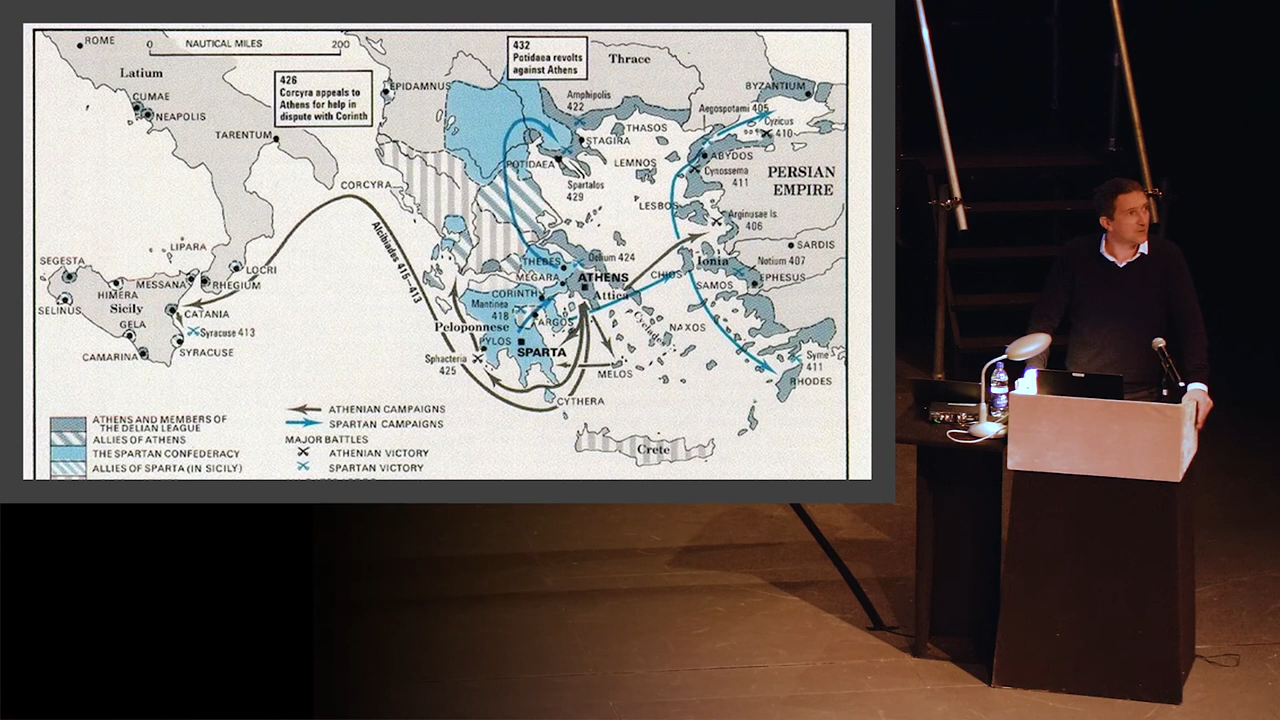 ROME
0 NAUTICAL MILES 200
Latium
CUMAE
NEAPOLIS
TARENTUM
426
Corcyra appeals to
Athens for help in
dispute with Corinth
EPIDAMNUS
432
Potidaea revolts
against Athens
Thrace
BYZANTIUM
Amphipolis
422
Aegospotami 405
Cyzicus
410
THASOS
STAGIRA
POTIDAEA
LEMNOS
ABYDOS
Cynossema
411
PERSIAN
EMPIRE
Spartalos
429
CORCYRA
LESBOS
Arginusae Is.
406
Alcibiades 415–413
LIPARA
SEGESTA
LOCRI
MESSANA
RHEGIUM
HIMERA
SELINUS
Sicily
CATANIA
GELA
Syracuse 413
CAMARINA
SYRACUSE
SARDIS
THEBES
Delium 424
Ionia
Notium 407
MEGARA
ATHENS
CHIOS
EPHESUS
CORINTH
Attica
SAMOS
Mantinea
418
ARGOS
Peloponnese
NAXOS
PYLOS
SPARTA
Sphacteria
425
MELOS
Syme
411
RHODES
CYTHERA
Crete
ATHENS AND MEMBERS OF
THE DELIAN LEAGUE
ALLIES OF ATHENS
THE SPARTAN CONFEDERACY
ALLIES OF SPARTA (IN SICILY)
ATHENIAN CAMPAIGNS
SPARTAN CAMPAIGNS
MAJOR BATTLES
ATHENIAN VICTORY
SPARTAN VICTORY